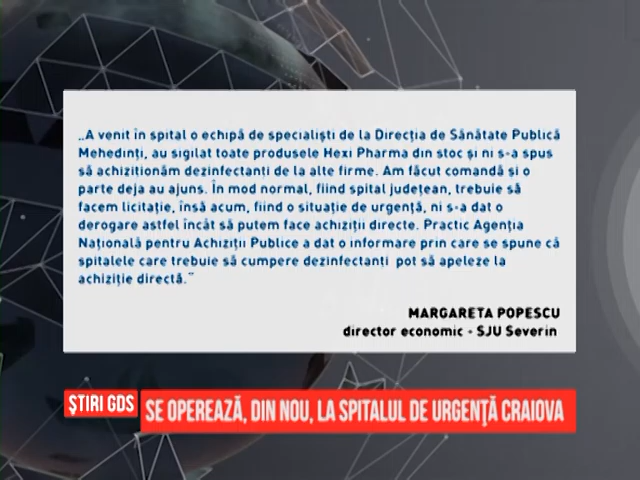 „A venit în spital o echipă de specialiști de la Direcția de Sănătate Publică
Mehedinți, au sigilat toate produsele Hexi Pharma din stoc și ni s-a spus
să achiziționăm dezinfectanți de la alte firme. Am făcut comandă și o
parte deja au ajuns. În mod normal, fiind spital județean, trebuie să
facem licitație, însă acum, fiind o situație de urgență, ni s-a dat o
derogare astfel încât să putem face achiziții directe. Practic Agenția
Națională pentru Achiziții Publice a dat o informare prin care se spune că
spitalele care trebuie să cumpere dezinfectanți pot să apeleze la
achiziție directă.”
MARGARETA POPESCU
director economic - SJU Severin
ŞTIRI GDS
SE OPEREAZĂ, DIN NOU, LA SPITALUL DE URGENŢĂ CRAIOVA